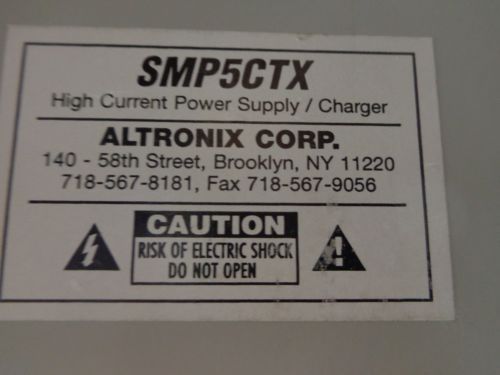 SMP5CTX
High Current Power Supply / Charger
ALTRONIX CORP.
140 - 58th Street, Brooklyn, NY 11220
718-567-8181, Fax 718-567-9056
CAUTION
RISK OF ELECTRIC SHOCK
DO NOT OPEN